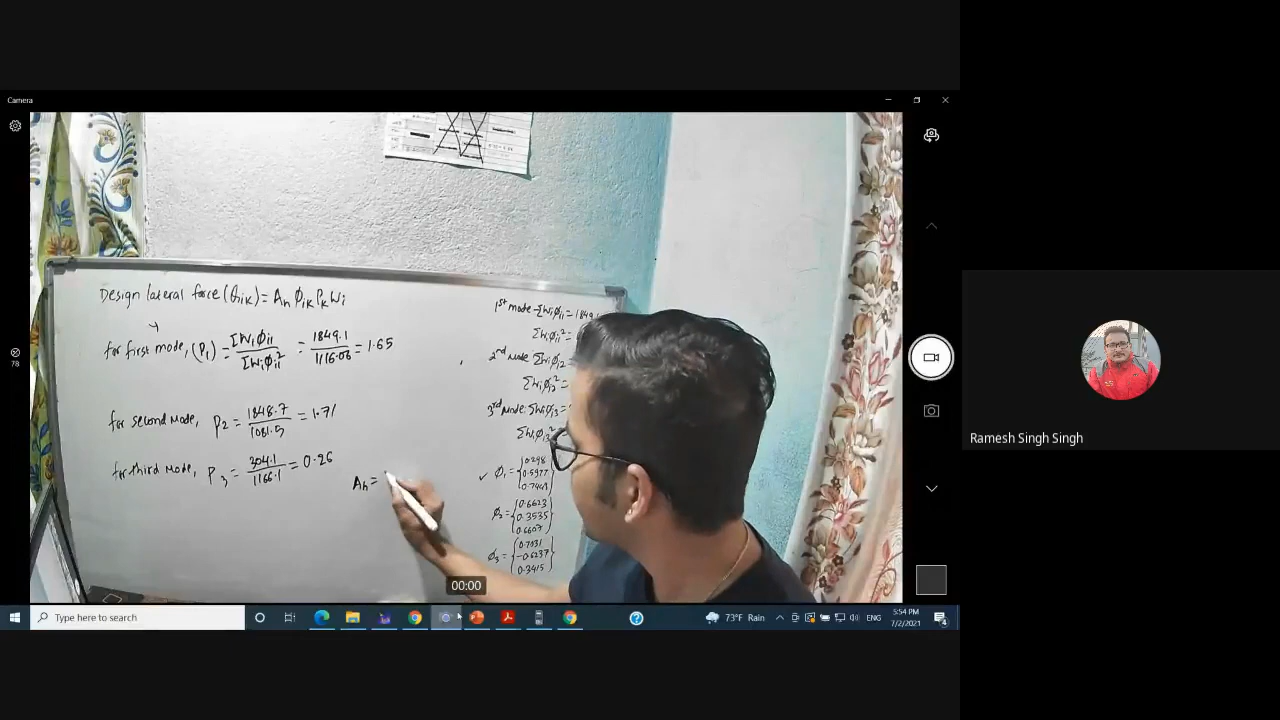 Camera
Design lateral force (Qik) = Ah ϕik Pk Wi
for first mode, (P1) = ΣWiϕi1 / ΣWiϕi1² = 1849.1 / 1116.06 = 1.65
for second mode, P2 = 1848.7 / 1081.5 = 1.71
for third mode, P3 = 304.1 / 1166.1 = 0.26
Ah =
1st mode - ΣWiϕi1 = 1849.1
ΣWiϕi1² =
2nd Mode ΣWiϕi2
ΣWiϕi2² =
3rd Mode: ΣWiϕi3 =
ΣWiϕi3²
✓ ϕ1 = {0.298
0.5977
ϕ2 = {0.6623
0.3535
0.6607}
ϕ3 = {0.7031
-0.6237
0.3415}
78
00:00
Ramesh Singh Singh
Type here to search
73°F Rain
ENG
5:54 PM
7/2/2021
4